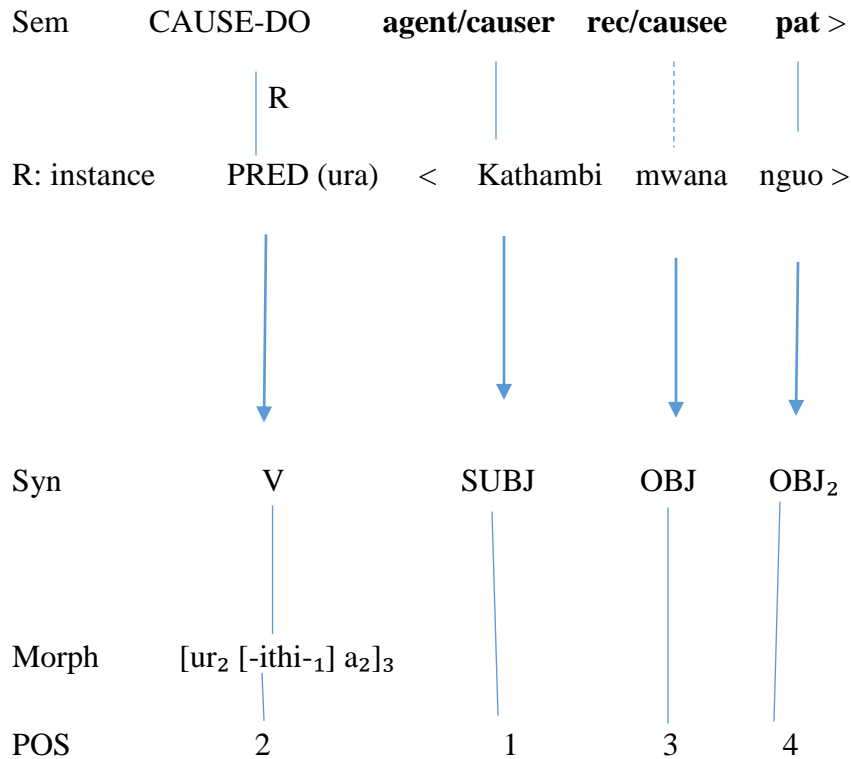 Sem CAUSE-DO agent/causer rec/causee pat >
R
R: instance PRED (ura) < Kathambi mwana nguo >
Syn V SUBJ OBJ OBJ₂
Morph [ur₂ [-ithi-₁] a₂]₃
POS 2 1 3 4